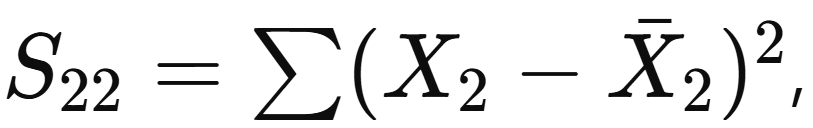 S₂₂ = ∑(X₂ − X̄₂)²,